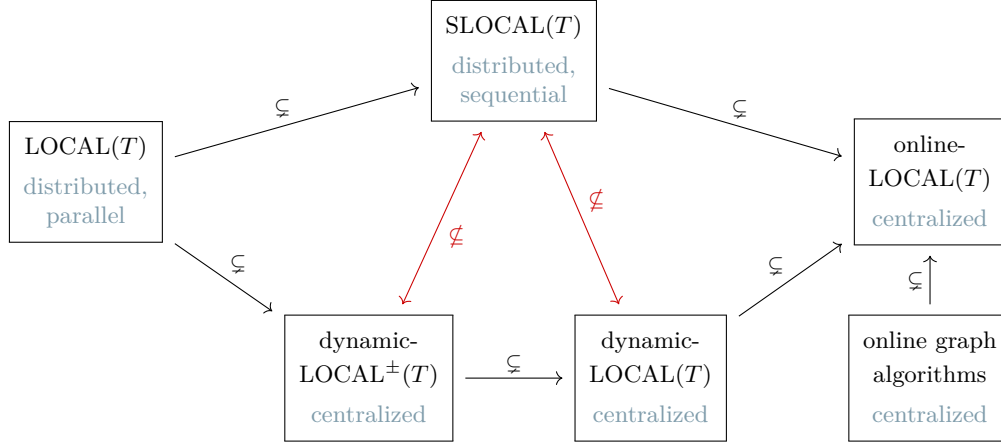 SLOCAL(T)
distributed,
sequential
LOCAL(T)
distributed,
parallel
online-
LOCAL(T)
centralized
dynamic-
LOCAL±(T)
centralized
dynamic-
LOCAL(T)
centralized
online graph
algorithms
centralized
⊊
⊊
⊈
⊈
⊊
⊊
⊊
⊊